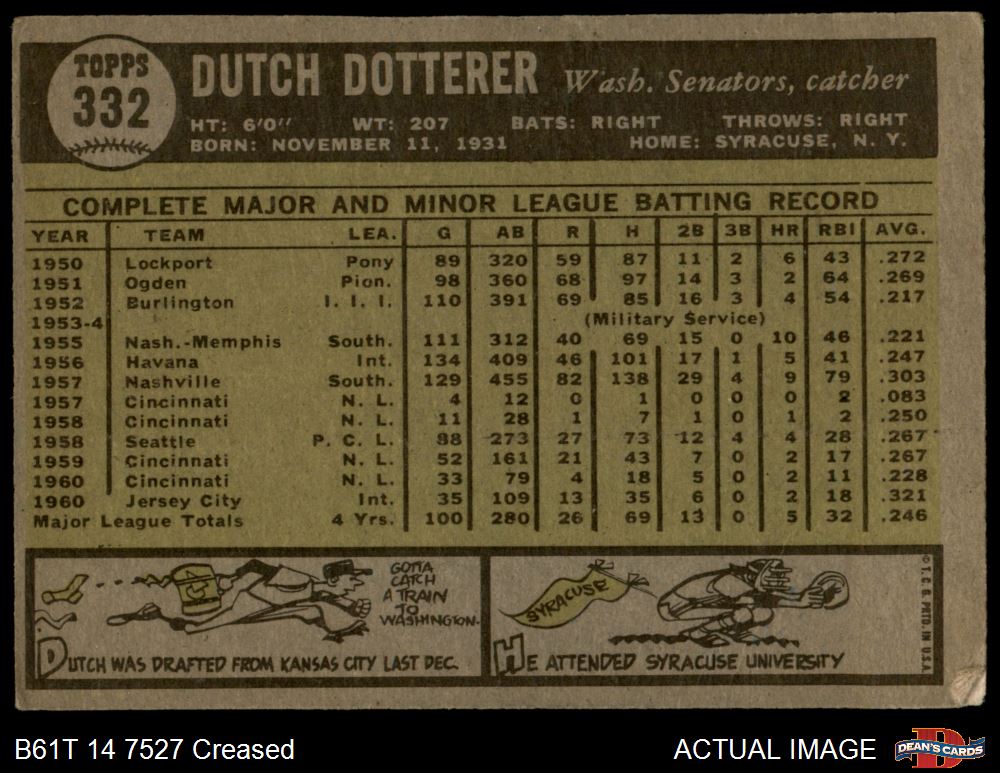 TOPPS
332
DUTCH DOTTERER Wash. Senators, catcher
HT: 6'0" WT: 207 BATS: RIGHT THROWS: RIGHT
BORN: NOVEMBER 11, 1931 HOME: SYRACUSE, N. Y.
COMPLETE MAJOR AND MINOR LEAGUE BATTING RECORD
YEAR TEAM LEA. G AB R H 2B 3B HR RBI AVG.
1950 Lockport Pony 89 320 59 87 11 2 6 43 .272
1951 Ogden Pion. 98 360 68 97 14 3 2 64 .269
1952 Burlington I. I. I. 110 391 69 85 16 3 4 54 .217
1953-4 (Military Service)
1955 Nash.-Memphis South. 111 312 40 69 15 0 10 46 .221
1956 Havana Int. 134 409 46 101 17 1 5 41 .247
1957 Nashville South. 129 455 82 138 29 4 9 79 .303
1957 Cincinnati N. L. 4 12 0 1 0 0 0 2 .083
1958 Cincinnati N. L. 11 28 1 7 1 0 1 2 .250
1958 Seattle P. C. L. 88 273 27 73 12 4 4 28 .267
1959 Cincinnati N. L. 52 161 21 43 7 0 2 17 .267
1960 Cincinnati N. L. 33 79 4 18 5 0 2 11 .228
1960 Jersey City Int. 35 109 13 35 6 0 2 18 .321
Major League Totals 4 Yrs. 100 280 26 69 13 0 5 32 .246
GOTTA
CATCH
A TRAIN
TO
WASHINGTON.
DUTCH WAS DRAFTED FROM KANSAS CITY LAST DEC.
SYRACUSE
HE ATTENDED SYRACUSE UNIVERSITY
© T. C. G. PRTD. IN U.S.A.
B61T 14 7527 Creased
ACTUAL IMAGE
D
DEAN'S CARDS